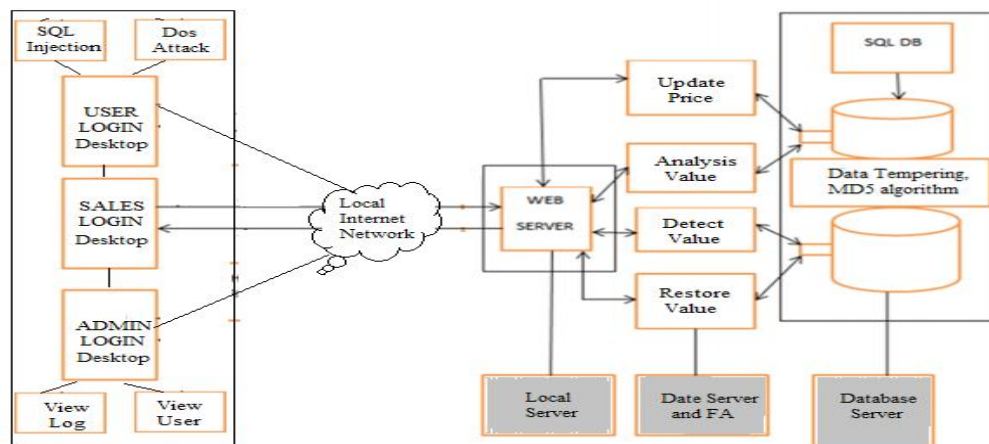 SQL
Injection
Dos
Attack
USER
LOGIN
Desktop
SALES
LOGIN
Desktop
ADMIN
LOGIN
Desktop
View
Log
View
User
Local
Internet
Network
WEB
SERVER
Update
Price
Analysis
Value
Detect
Value
Restore
Value
SQL DB
Data Tempering,
MD5 algorithm
Local
Server
Date Server
and FA
Database
Server